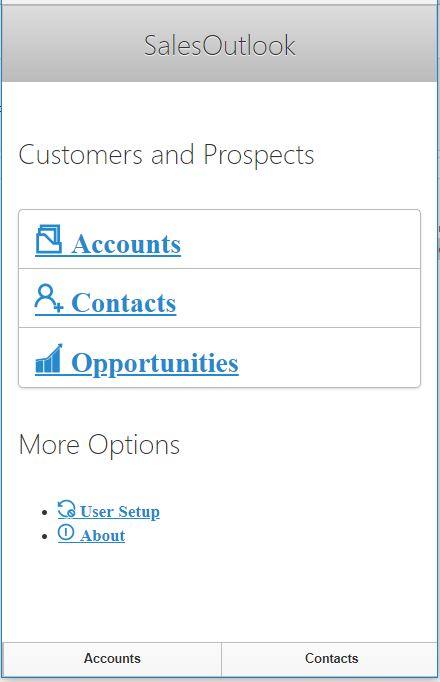 SalesOutlook
Customers and Prospects
Accounts
Contacts
Opportunities
More Options
User Setup
About
Accounts
Contacts